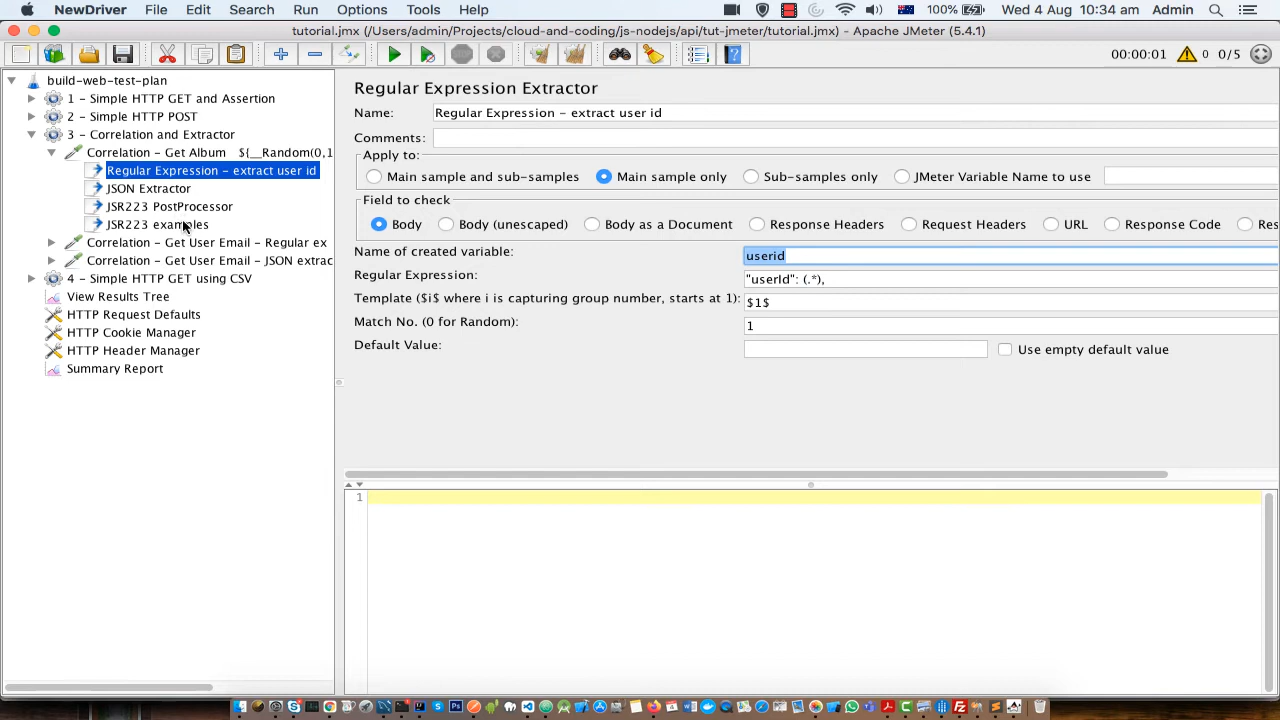 NewDriver File Edit Search Run Options Tools Help 100% Wed 4 Aug 10:34 am Admin
tutorial.jmx (/Users/admin/Projects/cloud-and-coding/js-nodejs/api/tut-jmeter/tutorial.jmx) - Apache JMeter (5.4.1)
00:00:01 0 0/5
build-web-test-plan
1 - Simple HTTP GET and Assertion
2 - Simple HTTP POST
3 - Correlation and Extractor
Correlation - Get Album ${__Random(0,1
Regular Expression - extract user id
JSON Extractor
JSR223 PostProcessor
JSR223 examples
Correlation - Get User Email - Regular ex
Correlation - Get User Email - JSON extrac
4 - Simple HTTP GET using CSV
View Results Tree
HTTP Request Defaults
HTTP Cookie Manager
HTTP Header Manager
Summary Report
Regular Expression Extractor
Name: Regular Expression - extract user id
Comments:
Apply to:
Main sample and sub-samples Main sample only Sub-samples only JMeter Variable Name to use
Field to check
Body Body (unescaped) Body as a Document Response Headers Request Headers URL Response Code Res
Name of created variable: userid
Regular Expression: "userId": (.*),
Template ($i$ where i is capturing group number, starts at 1): $1$
Match No. (0 for Random): 1
Default Value: Use empty default value
1